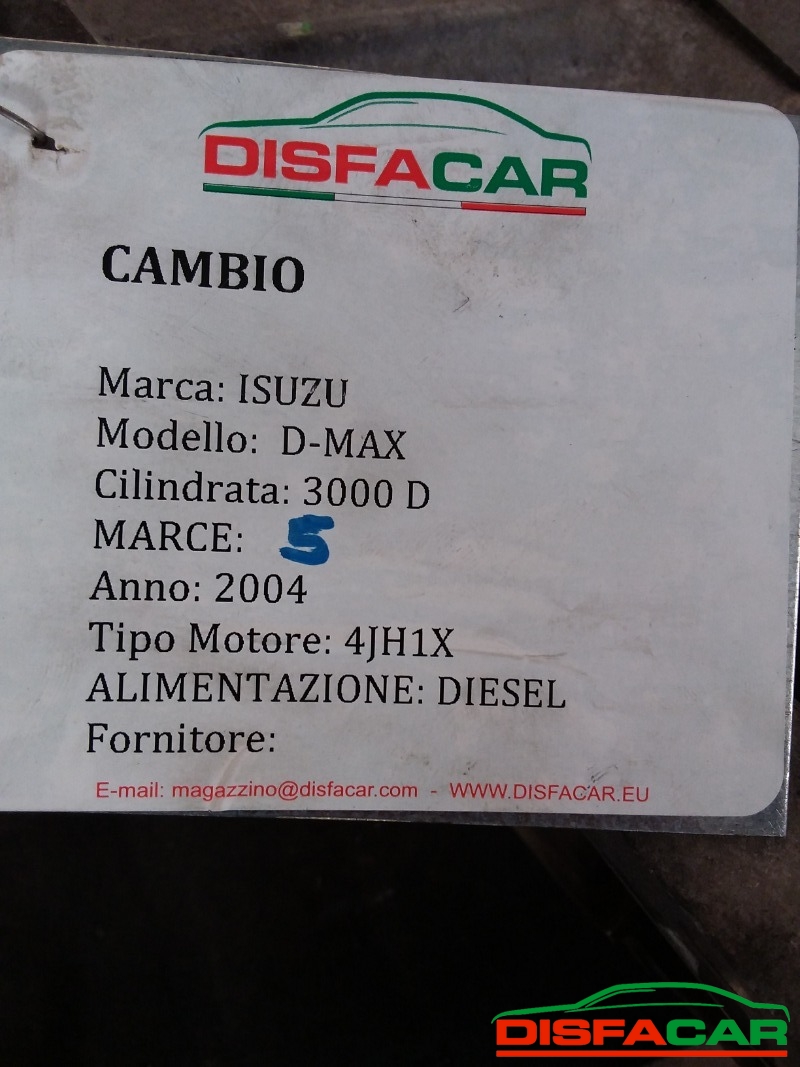 DISFACAR
CAMBIO
Marca: ISUZU
Modello: D-MAX
Cilindrata: 3000 D
MARCE: 5
Anno: 2004
Tipo Motore: 4JH1X
ALIMENTAZIONE: DIESEL
Fornitore:
E-mail: magazzino@disfacar.com - WWW.DISFACAR.EU
DISFACAR